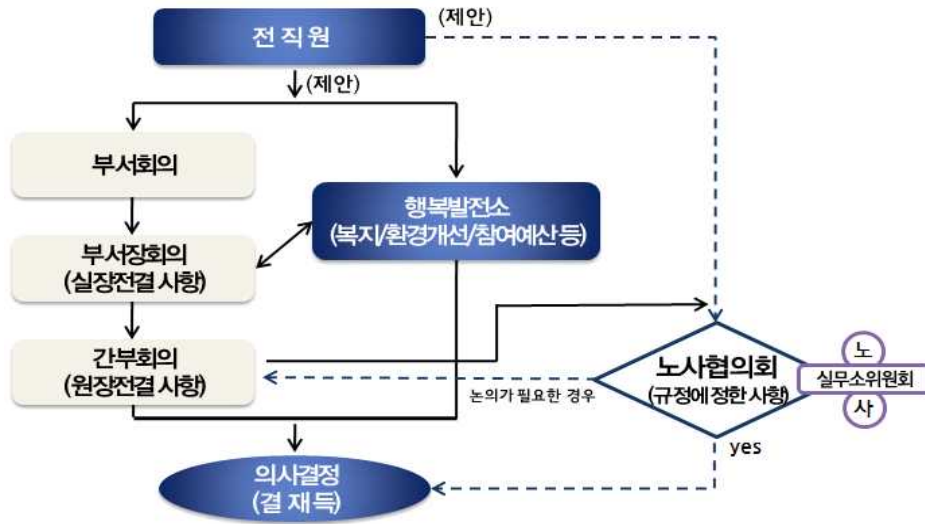 (제안)
전 직 원
(제안)
부서회의
행복발전소
(복지/환경개선/참여예산 등)
부서장회의
(실장전결 사항)
간부회의
(원장전결 사항)
노사협의회
(규정에 정한 사항)
노
실무소위원회
사
논의가 필요한 경우
yes
의사결정
(결 재득)